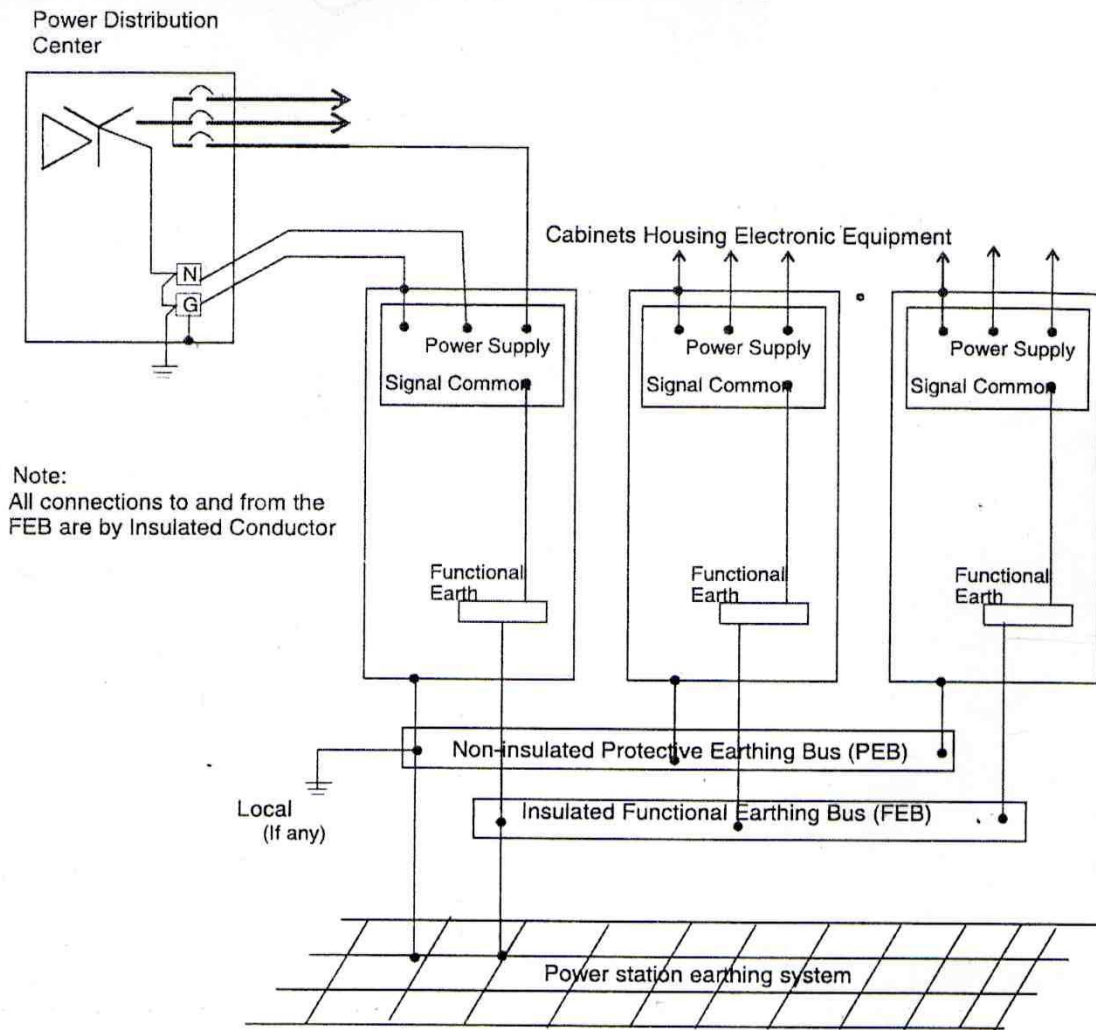 Power Distribution
Center
N
G
Cabinets Housing Electronic Equipment
Power Supply
Signal Common
Power Supply
Signal Common
Power Supply
Signal Common
Note:
All connections to and from the
FEB are by Insulated Conductor
Functional
Earth
Functional
Earth
Functional
Earth
Non-insulated Protective Earthing Bus (PEB)
Local
(If any)
Insulated Functional Earthing Bus (FEB)
Power station earthing system